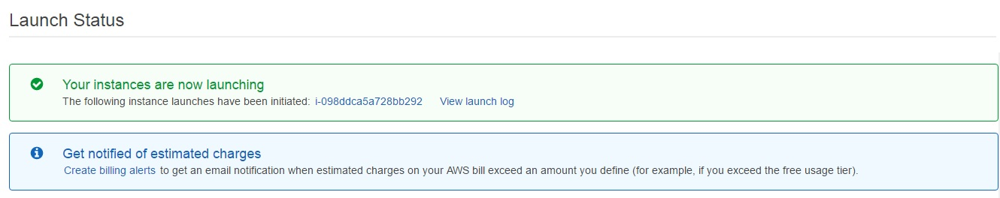 Launch Status
Your instances are now launching
The following instance launches have been initiated: i-098ddca5a728bb292 View launch log
Get notified of estimated charges
Create billing alerts to get an email notification when estimated charges on your AWS bill exceed an amount you define (for example, if you exceed the free usage tier).